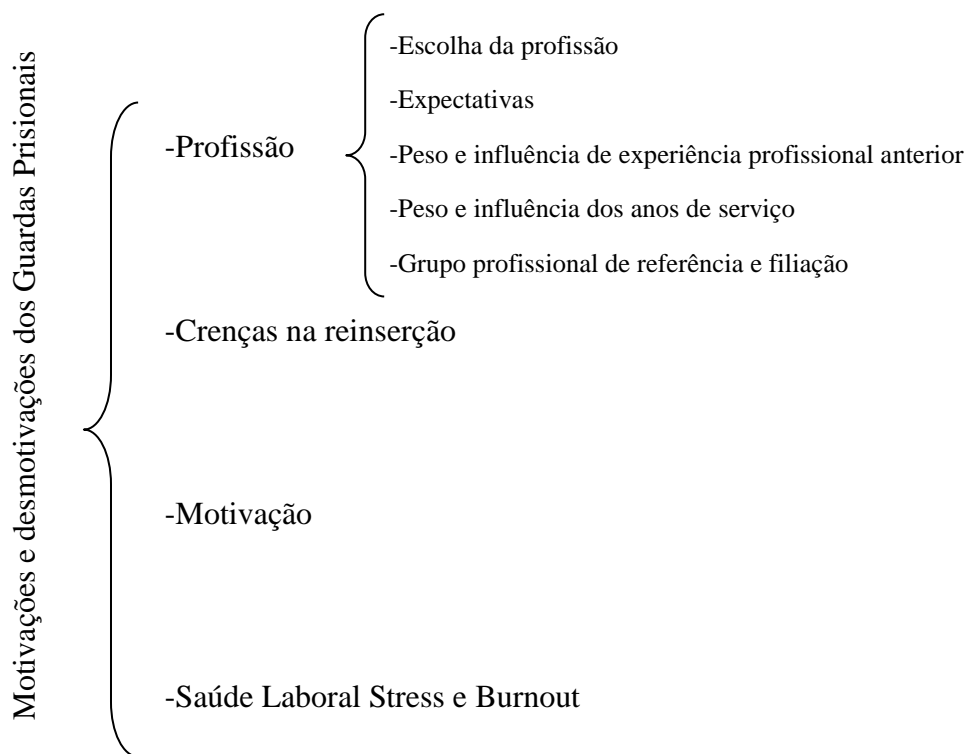 Motivações e desmotivações dos Guardas Prisionais
-Profissão
-Escolha da profissão
-Expectativas
-Peso e influência de experiência profissional anterior
-Peso e influência dos anos de serviço
-Grupo profissional de referência e filiação
-Crenças na reinserção
-Motivação
-Saúde Laboral Stress e Burnout